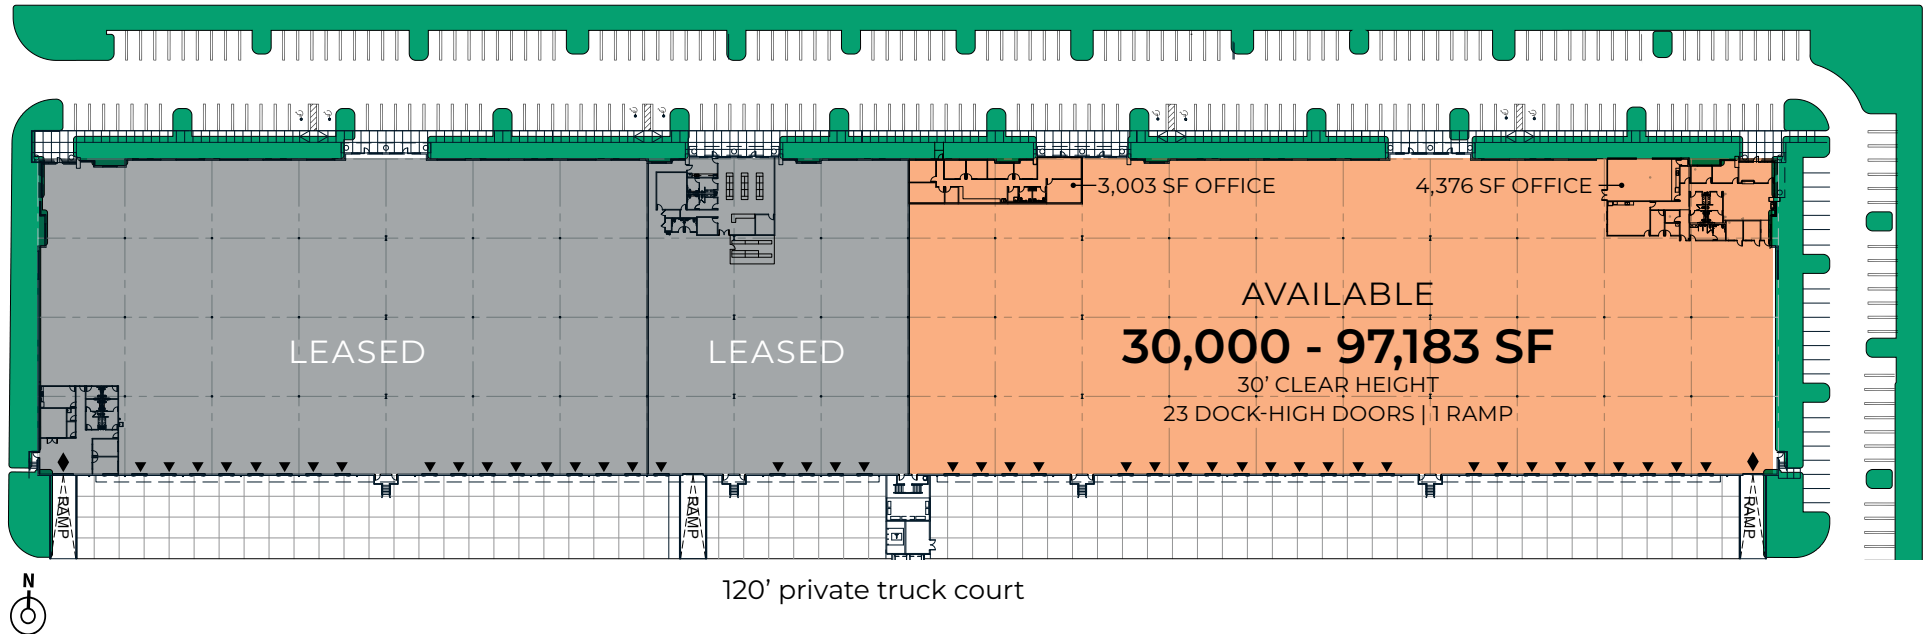 3,003 SF OFFICE
4,376 SF OFFICE
AVAILABLE
LEASED
LEASED
30,000 - 97,183 SF
30’ CLEAR HEIGHT
23 DOCK-HIGH DOORS | 1 RAMP
RAMP
RAMP
RAMP
N
120’ private truck court